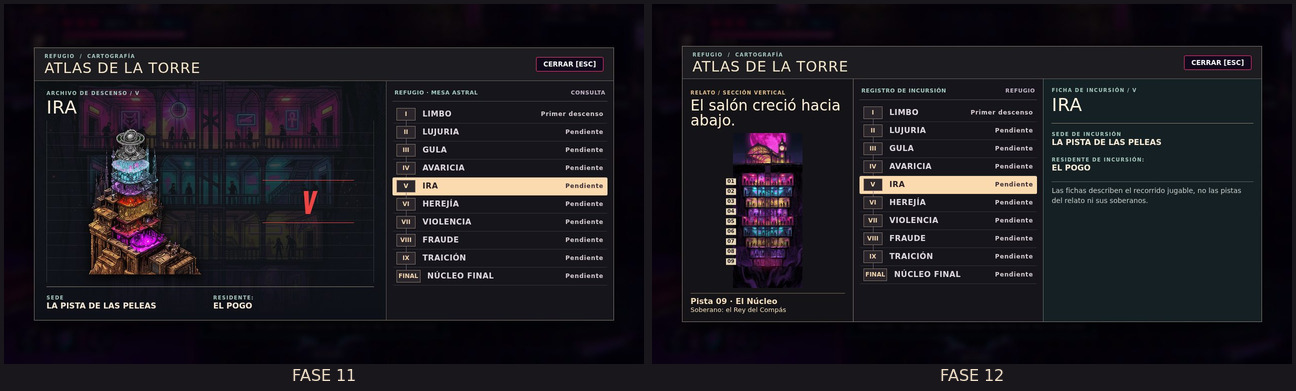 REFUGIO / CARTOGRAFÍA
ATLAS DE LA TORRE
CERRAR [ESC]
ARCHIVO DE DESCENSO / V
IRA
V
SEDE
LA PISTA DE LAS PELEAS
RESIDENTE:
EL POGO
REFUGIO · MESA ASTRAL
CONSULTA
I LIMBO Primer descenso
II LUJURIA Pendiente
III GULA Pendiente
IV AVARICIA Pendiente
V IRA Pendiente
VI HEREJÍA Pendiente
VII VIOLENCIA Pendiente
VIII FRAUDE Pendiente
IX TRAICIÓN Pendiente
FINAL NÚCLEO FINAL Pendiente
FASE 11
REFUGIO / CARTOGRAFÍA
ATLAS DE LA TORRE
CERRAR [ESC]
RELATO / SECCIÓN VERTICAL
El salón creció hacia
abajo.
01
02
03
04
05
06
07
08
09
Pista 09 · El Núcleo
Soberano: el Rey del Compás
REGISTRO DE INCURSIÓN
REFUGIO
I LIMBO Primer descenso
II LUJURIA Pendiente
III GULA Pendiente
IV AVARICIA Pendiente
V IRA Pendiente
VI HEREJÍA Pendiente
VII VIOLENCIA Pendiente
VIII FRAUDE Pendiente
IX TRAICIÓN Pendiente
FINAL NÚCLEO FINAL Pendiente
FICHA DE INCURSIÓN / V
IRA
SEDE DE INCURSIÓN
LA PISTA DE LAS PELEAS
RESIDENTE DE INCURSIÓN:
EL POGO
Las fichas describen el recorrido jugable, no las pistas
del relato ni sus soberanos.
FASE 12